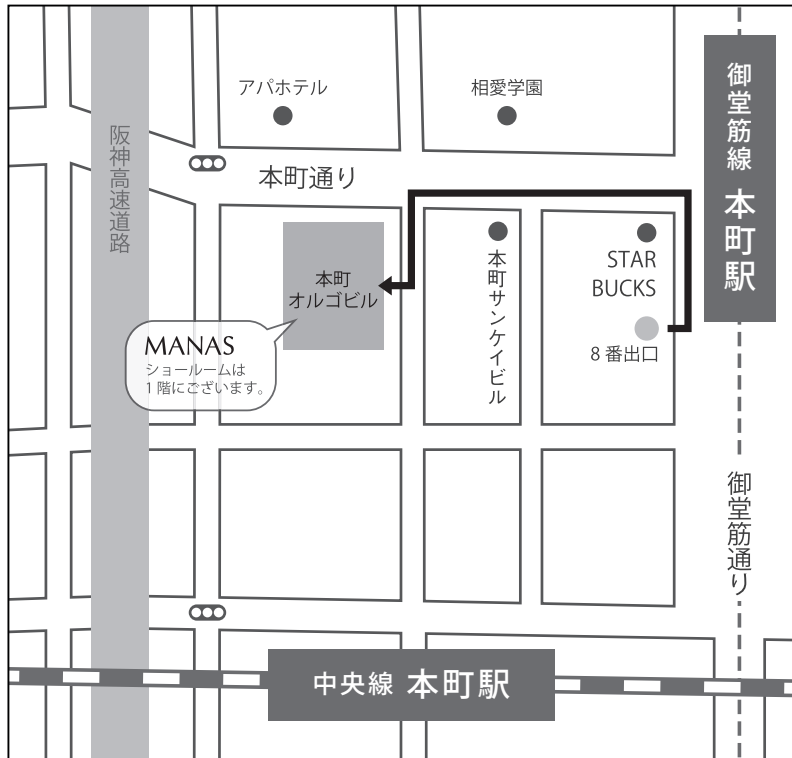 アパホテル
相愛学園
御堂筋線 本町駅
阪神高速道路
本町通り
本町
オルゴビル
本町サンケイビル
STAR
BUCKS
8番出口
MANAS
ショールームは
1階にございます。
御堂筋通り
中央線 本町駅